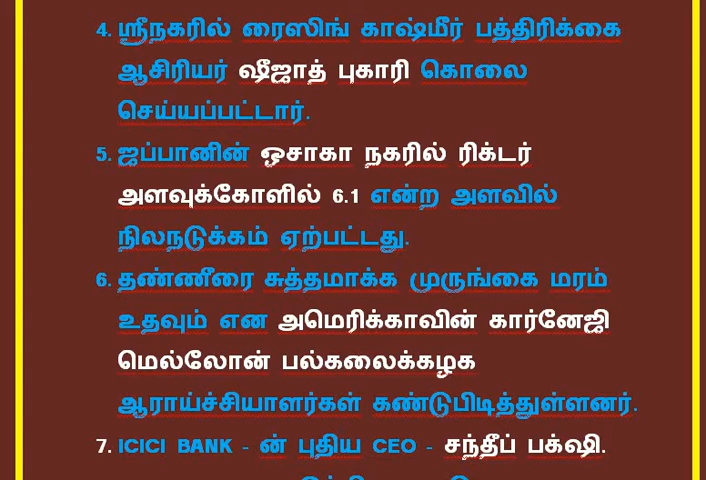 4. ஸ்ரீநகரில் ரைஸிங் காஷ்மீர் பத்திரிக்கை
ஆசிரியர் ஷீஜாத் புகாரி கொலை
செய்யப்பட்டார்.
5. ஜப்பானின் ஒசாகா நகரில் ரிக்டர்
அளவுக்கோளில் 6.1 என்ற அளவில்
நிலநடுக்கம் ஏற்பட்டது.
6. தண்ணீரை சுத்தமாக்க முருங்கை மரம்
உதவும் என அமெரிக்காவின் கார்னேஜி
மெல்லோன் பல்கலைக்கழக
ஆராய்ச்சியாளர்கள் கண்டுபிடித்துள்ளனர்.
7. ICICI BANK - ன் புதிய CEO - சந்தீப் பக்ஷி.